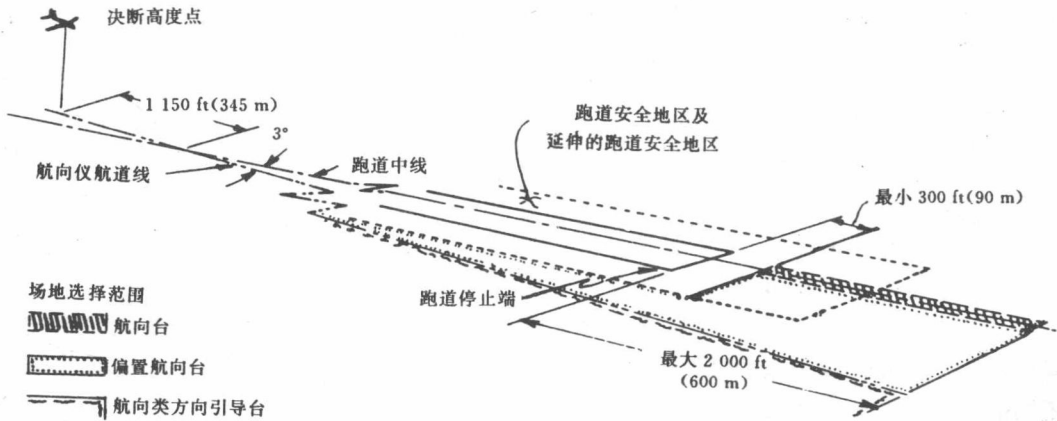 决断高度点
1 150 ft(345 m)
3°
航向仪航道线
跑道中线
跑道安全地区及
延伸的跑道安全地区
最小 300 ft(90 m)
跑道停止端
最大 2 000 ft
(600 m)
场地选择范围
航向台
偏置航向台
航向类方向引导台